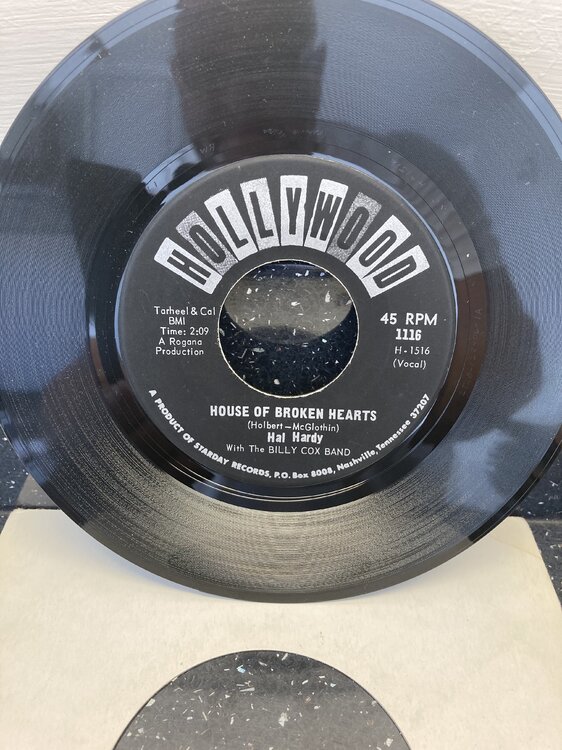 HOLLYWOOD
Tarheel & Cal
BMI
Time: 2:09
A Rogana
Production
45 RPM
1116
H-1516
(Vocal)
HOUSE OF BROKEN HEARTS
(Holbert—McGlothin)
Hal Hardy
With The BILLY COX BAND
A PRODUCT OF STARDAY RECORDS, P.O. Box 8008, Nashville, Tennessee 37207